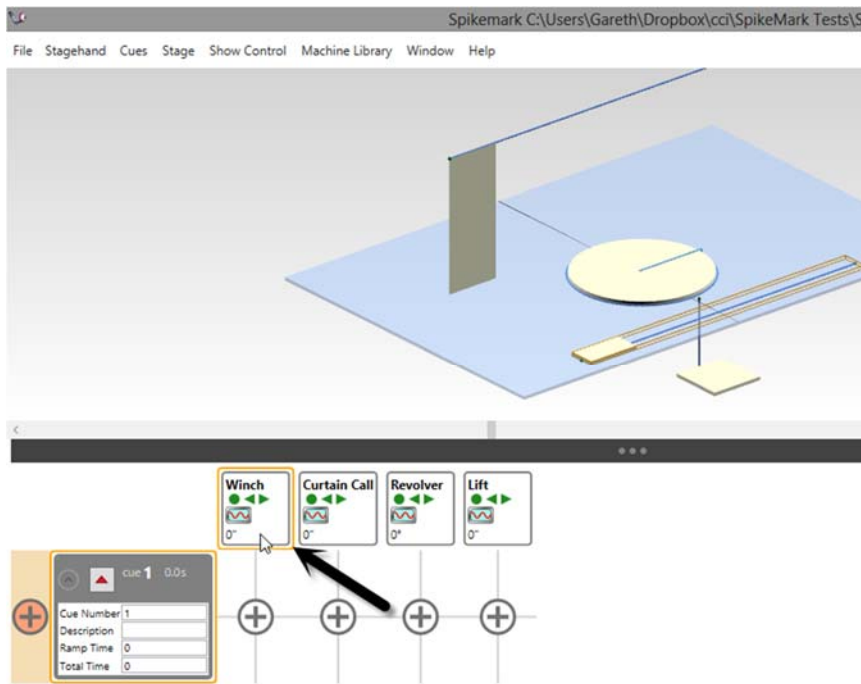 Spikemark C:\Users\Gareth\Dropbox\cci\SpikeMark Tests\S
File Stagehand Cues Stage Show Control Machine Library Window Help
Winch Curtain Call Revolver Lift
0" 0" 0° 0"
cue 1 0.0s
Cue Number 1
Description
Ramp Time 0
Total Time 0